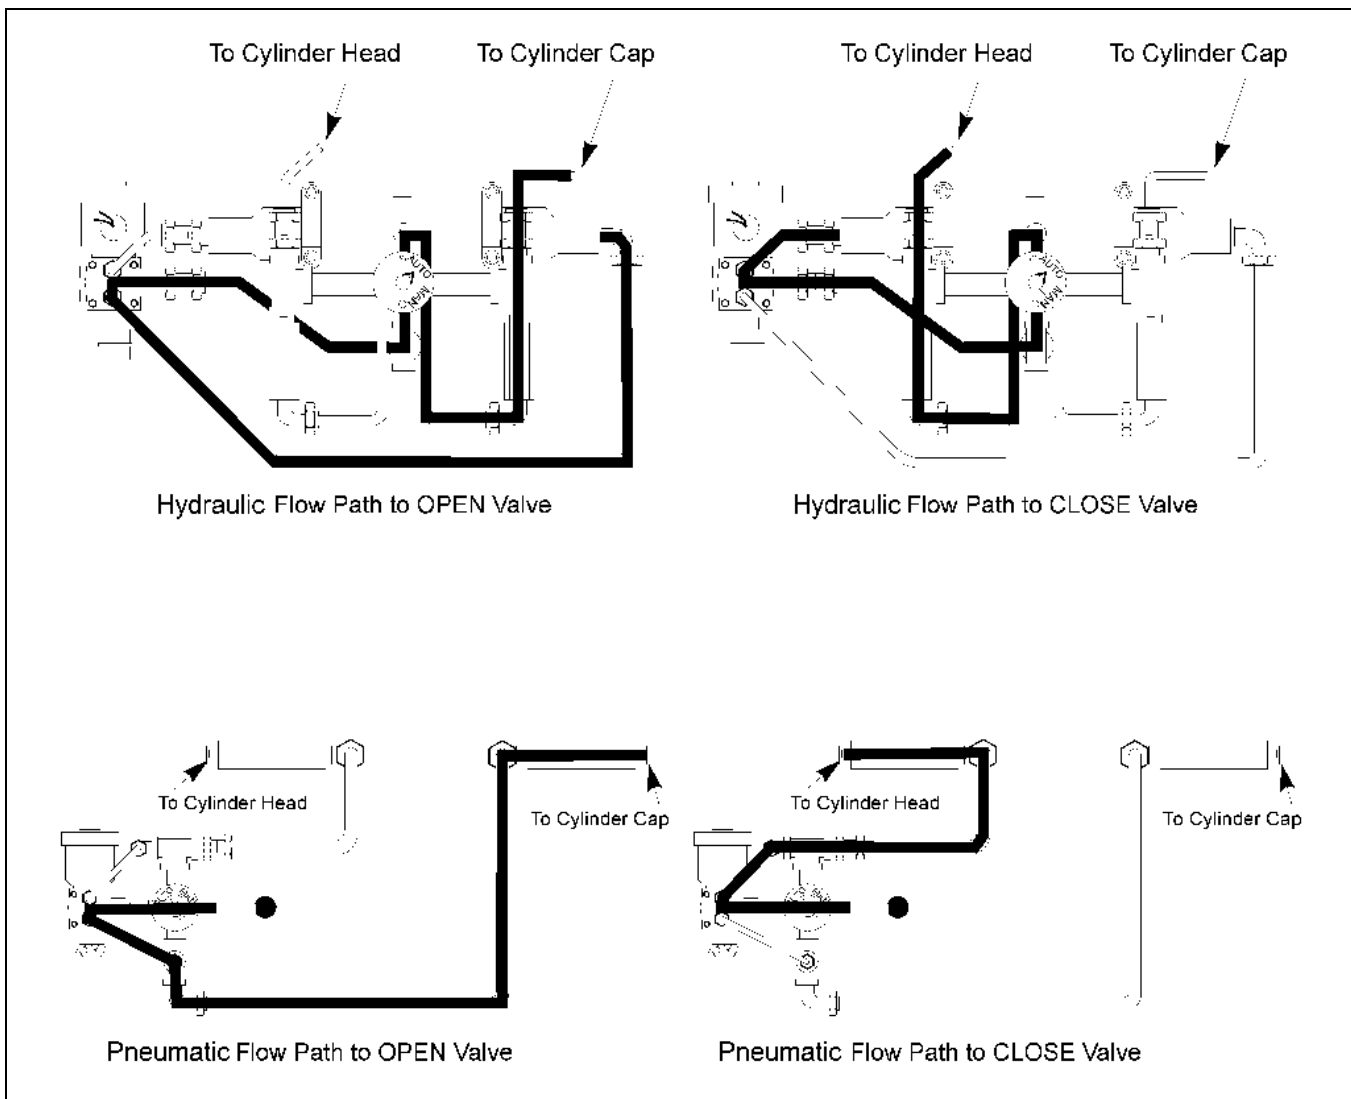 To Cylinder Head To Cylinder Cap To Cylinder Head To Cylinder Cap
AUTO AUTO
MAN MAN
Hydraulic Flow Path to OPEN Valve Hydraulic Flow Path to CLOSE Valve
To Cylinder Head To Cylinder Cap To Cylinder Head To Cylinder Cap
Pneumatic Flow Path to OPEN Valve Pneumatic Flow Path to CLOSE Valve